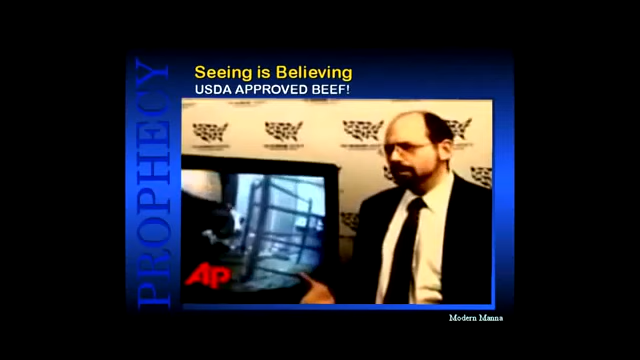 PROPHECY
Seeing is Believing
USDA APPROVED BEEF!
AP
Modern Manna